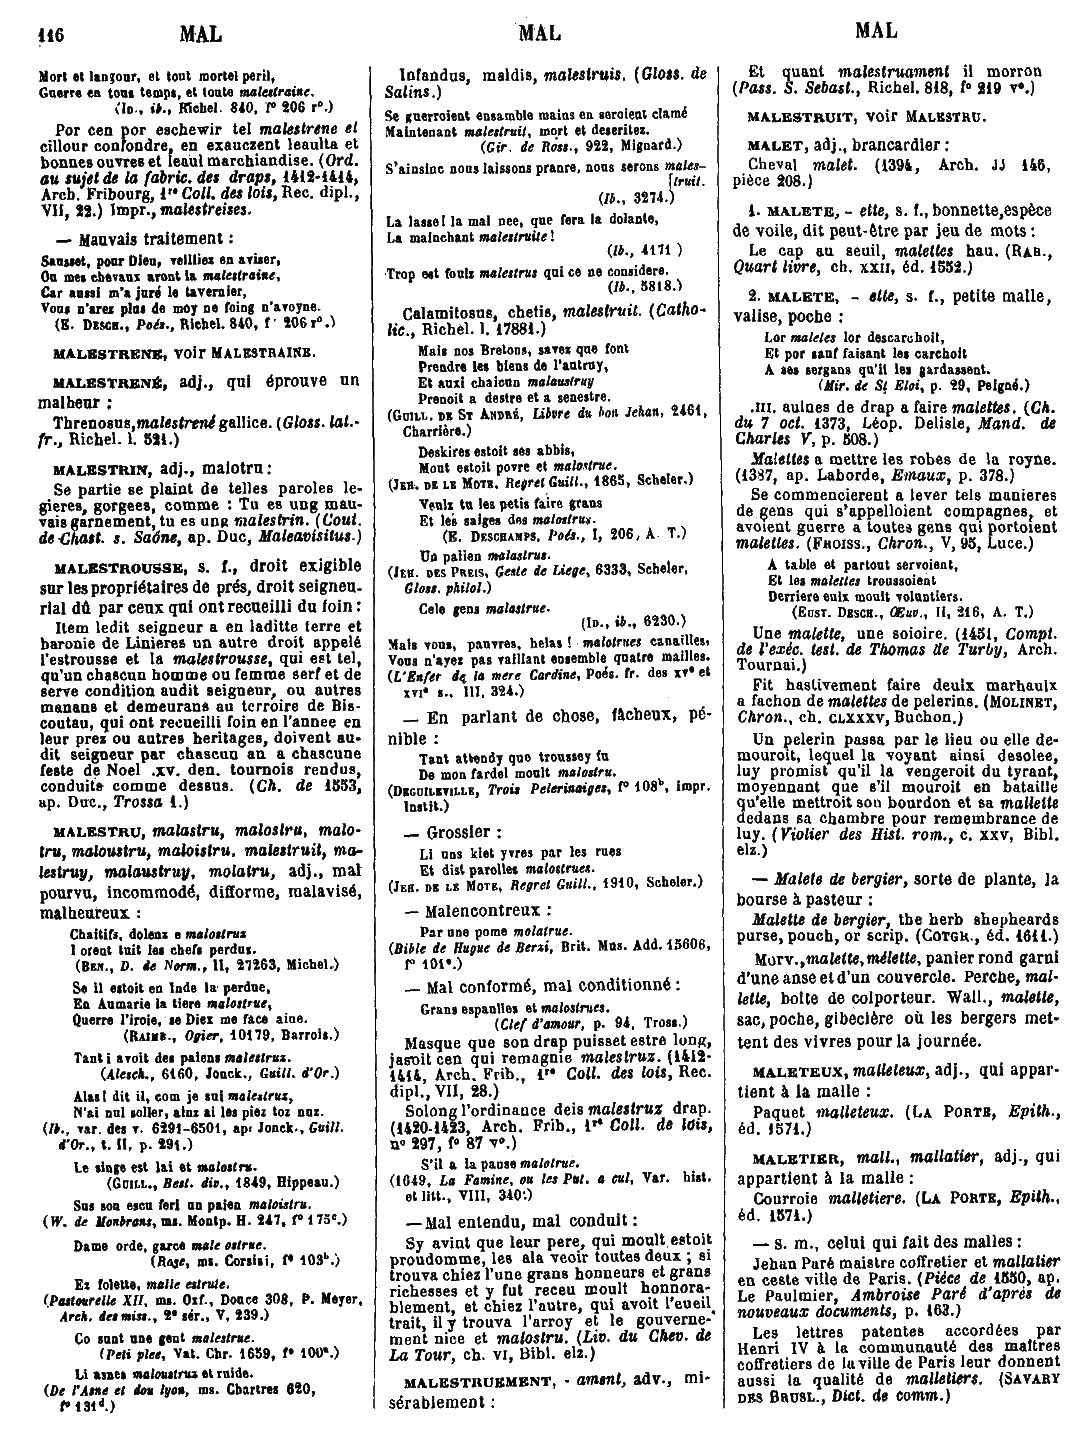 116 MAL
MAL
MAL
Mort et langour, et tout mortel peril,
Guerre en tous temps, et toute malestraine.
(ID., ib., Richel. 840, f° 206 r°.)
Por cen por eschewir tel malestrene et
cillour confondre, en exauczent leaulta et
bonnes ouvres et leaul marchiandise. (Ord.
au sujet de la fabric. des draps, 1412-1414,
Arch. Fribourg, 1re Coll. des lois, Rec. dipl.,
VII, 22.) Impr., malestreises.
— Mauvais traitement :
Sausset, pour Dieu, veilliez en aviser,
Ou mes chevaux aront la malestraine,
Car aussi m'a juré le tavernier,
Vous n'arez plus de moy ne foing n'avoyne.
(E. DESCH., Poés., Richel. 840, f° 206 r°.)
MALESTRENE, voir MALESTRAINE.
MALESTRENÉ, adj., qui éprouve un
malheur :
Threnosus, malestrené gallice. (Gloss. lat.-
fr., Richel. l. 521.)
MALESTRIN, adj., malotru :
Se partie se plaint de telles paroles le-
gieres, gorgees, comme : Tu es ung mau-
vais garnement, tu es ung malestrin. (Cout.
de Chast. s. Saône, ap. Duc, Maleavisitus.)
MALESTROUSSE, s. f., droit exigible
sur les propriétaires de prés, droit seigneu-
rial dû par ceux qui ont recueilli du foin :
Item ledit seigneur a en laditte terre et
baronie de Linieres un autre droit appelé
l'estrousse et la malestrousse, qui est tel,
qu'un chascun homme ou femme serf et de
serve condition audit seigneur, ou autres
manans et demeurans au terroire de Bis-
coutau, qui ont recueilli foin en l'annee en
leur prez ou autres heritages, doivent au-
dit seigneur par chascun an a chascune
feste de Noel .xv. den. tournois rendus,
conduits comme dessus. (Ch. de 1553,
ap. Duc., Trossa 1.)
MALESTRU, malastru, malostru, malo-
tru, maloustru, maloistru, malestruit, ma-
lestruy, malaustruy, molatru, adj., mal
pourvu, incommodé, difforme, malavisé,
malheureux :
Chaitifs, dolenz e malostruz
I orent tuit les chefs perduz.
(BEN., D. de Norm., II, 27263, Michel.)
Se il estoit en Inde la perdue,
En Aumarie la tiere malostrue,
Querre l'iroie, se Diex me face aiue.
(RAIMB., Ogier, 10179, Barrois.)
Tant i avoit des paiens malestruz.
(Alesch., 6160, Jonck., Guill. d'Or.)
Alas ! dit il, com je sui malestruz,
N'ai nul soller, ainz ai les piez toz nuz.
(Ib., var. des v. 6291-6501, ap. Jonck., Guill.
d'Or., t. II, p. 291.)
Le singe est lai et malostru.
(GUILL., Best. div., 1849, Hippeau.)
Sus son escu feri un paien maloistru.
(W. de Monbrans, ms. Montp. H. 247, f° 175c.)
Dame orde, garce male ostrue.
(Rose, ms. Corsini, f° 103b.)
Ez folette, malle estrute.
(Pastourelle XII, ms. Oxf., Douce 308, P. Meyer,
Arch. des miss., 2e sér., V, 239.)
Co sunt une gent malestrue.
(Peti plee, Vat. Chr. 1659, f° 100a.)
Li asnes maloustrus et ruide.
(De l'Asne et dou lyon, ms. Chartres 620,
f° 131d.)
Infandus, maldis, malestruis. (Gloss. de
Salins.)
Se guerroient ensamble mains en seroient clamé
Maintenant malestruit, mort et deseritez.
(Gir. de Ross., 922, Mignard.)
S'ainsinc nous laissons pranre, nous serons males-
[truit.
(Ib., 3274.)
La lasse ! la mal nee, que fera la dolante,
La mainchant malestruite !
(Ib., 4171 )
Trop est foulz malestrus qui ce ne considere.
(Ib., 5818.)
Calamitosus, chetis, malestruit. (Catho-
lic., Richel. l. 17881.)
Mais nos Bretons, savez que font
Prendre les biens de l'autruy,
Et auxi chaicun malaustruy
Prenoit a destre et a senestre.
(GUILL. DE ST ANDRÉ, Libvre du bon Jehan, 2461,
Charrière.)
Deskires estoit ses abbis,
Mout estoit povre et malostrue.
(JEH. DE LE MOTE, Regret Guill., 1865, Scheler.)
Veulz tu les petis faire grans
Et les saiges des malostrus.
(E. DESCHAMPS, Poés., I, 206, A. T.)
Un paiien malastrus.
(JEH. DES PREIS, Geste de Liege, 6333, Scheler,
Gloss. philol.)
Cele gens malastrue.
(ID., ib., 6230.)
Mais vous, pauvres, helas ! malotrues canailles,
Vous n'ayez pas vaillant ensemble quatre mailles.
(L'Enfer de la mere Cardine, Poés. fr. des xve et
xvie s., III, 324.)
— En parlant de chose, fâcheux, pé-
nible :
Tant attendy que troussey fu
De mon fardel moult malostru.
(DEGUILEVILLE, Trois Pelerinaiges, f° 108b, impr.
Instit.)
— Grossier :
Li uns kiet yvres par les rues
Et dist parolles malostrues.
(JEH. DE LE MOTE, Regret Guill., 1910, Scheler.)
— Malencontreux :
Par une pome molatrue.
(Bible de Hugue de Berzi, Brit. Mus. Add. 15606,
f° 101a.)
— Mal conformé, mal conditionné :
Grans espaulles et malostrues.
(Clef d'amour, p. 94, Tross.)
Masque que son drap puisset estre long,
jasoit cen qui remagnie malestruz. (1412-
1414, Arch. Frib., 1re Coll. des lois, Rec.
dipl., VII, 28.)
Solong l'ordinance deis malestruz drap.
(1420-1423, Arch. Frib., 1re Coll. de lois,
n° 297, f° 87 v°.)
S'il a la panse malotrue.
(1649, La Famine, ou les Put. a cul, Var. hist.
et litt., VIII, 340.)
— Mal entendu, mal conduit :
Sy avint que leur pere, qui moult estoit
proudomme, les ala veoir toutes deux ; si
trouva chiez l'une grans honneurs et grans
richesses et y fut receu moult honnora-
blement, et chiez l'autre, qui avoit l'eueil
trait, il y trouva l'arroy et le gouverne-
ment nice et malostru. (Liv. du Chev. de
La Tour, ch. VI, Bibl. elz.)
MALESTRUEMENT, - ament, adv., mi-
sérablement :
Et quant malestruament il morron
(Pass. S. Sebast., Richel. 818, f° 219 v°.)
MALESTRUIT, voir MALESTRU.
MALET, adj., brancardier :
Cheval malet. (1394, Arch. JJ 146,
pièce 208.)
1. MALETE, - ette, s. f., bonnette, espèce
de voile, dit peut-être par jeu de mots :
Le cap au seuil, malettes hau. (RAB.,
Quart livre, ch. XXII, éd. 1552.)
2. MALETE, - ette, s. f., petite malle,
valise, poche :
Lor maletes lor descarchoit,
Et por sauf faisant les carchoit
A ses sergans qu'il les gardassent.
(Mir. de St Eloi, p. 29, Peigné.)
.III. aulnes de drap a faire malettes. (Ch.
du 7 oct. 1373, Léop. Delisle, Mand. de
Charles V, p. 508.)
Malettes a mettre les robes de la royne.
(1387, ap. Laborde, Emaux, p. 378.)
Se commencierent a lever tels manieres
de gens qui s'appelloient compagnes, et
avoient guerre a toutes gens qui portoient
malettes. (FROISS., Chron., V, 95, Luce.)
A table et partout servoient,
Et les malettes troussoient
Derriere eulx moult voluntiers.
(EUST. DESCH., Œuv., II, 216, A. T.)
Une malette, une soioire. (1451, Compt.
de l'exéc. test. de Thomas de Turby, Arch.
Tournai.)
Fit hastivement faire deulx marhaulx
a fachon de malettes de pelerins. (MOLINET,
Chron., ch. CLXXXV, Buchon.)
Un pelerin passa par le lieu ou elle de-
mouroit, lequel la voyant ainsi desolee,
luy promist qu'il la vengeroit du tyrant,
moyennant que s'il mouroit en bataille
qu'elle mettroit son bourdon et sa mallette
dedans sa chambre pour remembrance de
luy. (Violier des Hist. rom., c. XXV, Bibl.
elz.)
— Malete de bergier, sorte de plante, la
bourse à pasteur :
Malette de bergier, the herb shepheards
purse, pouch, or scrip. (COTGR., éd. 1611.)
Morv., malette, mélette, panier rond garni
d'une anse et d'un couvercle. Perche, mal-
lette, boîte de colporteur. Wall., malette,
sac, poche, gibecière où les bergers met-
tent des vivres pour la journée.
MALETEUX, malleteux, adj., qui appar-
tient à la malle :
Paquet malleteux. (LA PORTE, Epith.,
éd. 1571.)
MALETIER, mall., mallatier, adj., qui
appartient à la malle :
Courroie malletiere. (LA PORTE, Epith.,
éd. 1571.)
— s. m., celui qui fait des malles :
Jehan Paré maistre coffretier et mallatier
en ceste ville de Paris. (Pièce de 1550, ap.
Le Paulmier, Ambroise Paré d'après de
nouveaux documents, p. 163.)
Les lettres patentes accordées par
Henri IV à la communauté des maîtres
coffretiers de la ville de Paris leur donnent
aussi la qualité de malletiers. (SAVARY
DES BRUSL., Dict. de comm.)